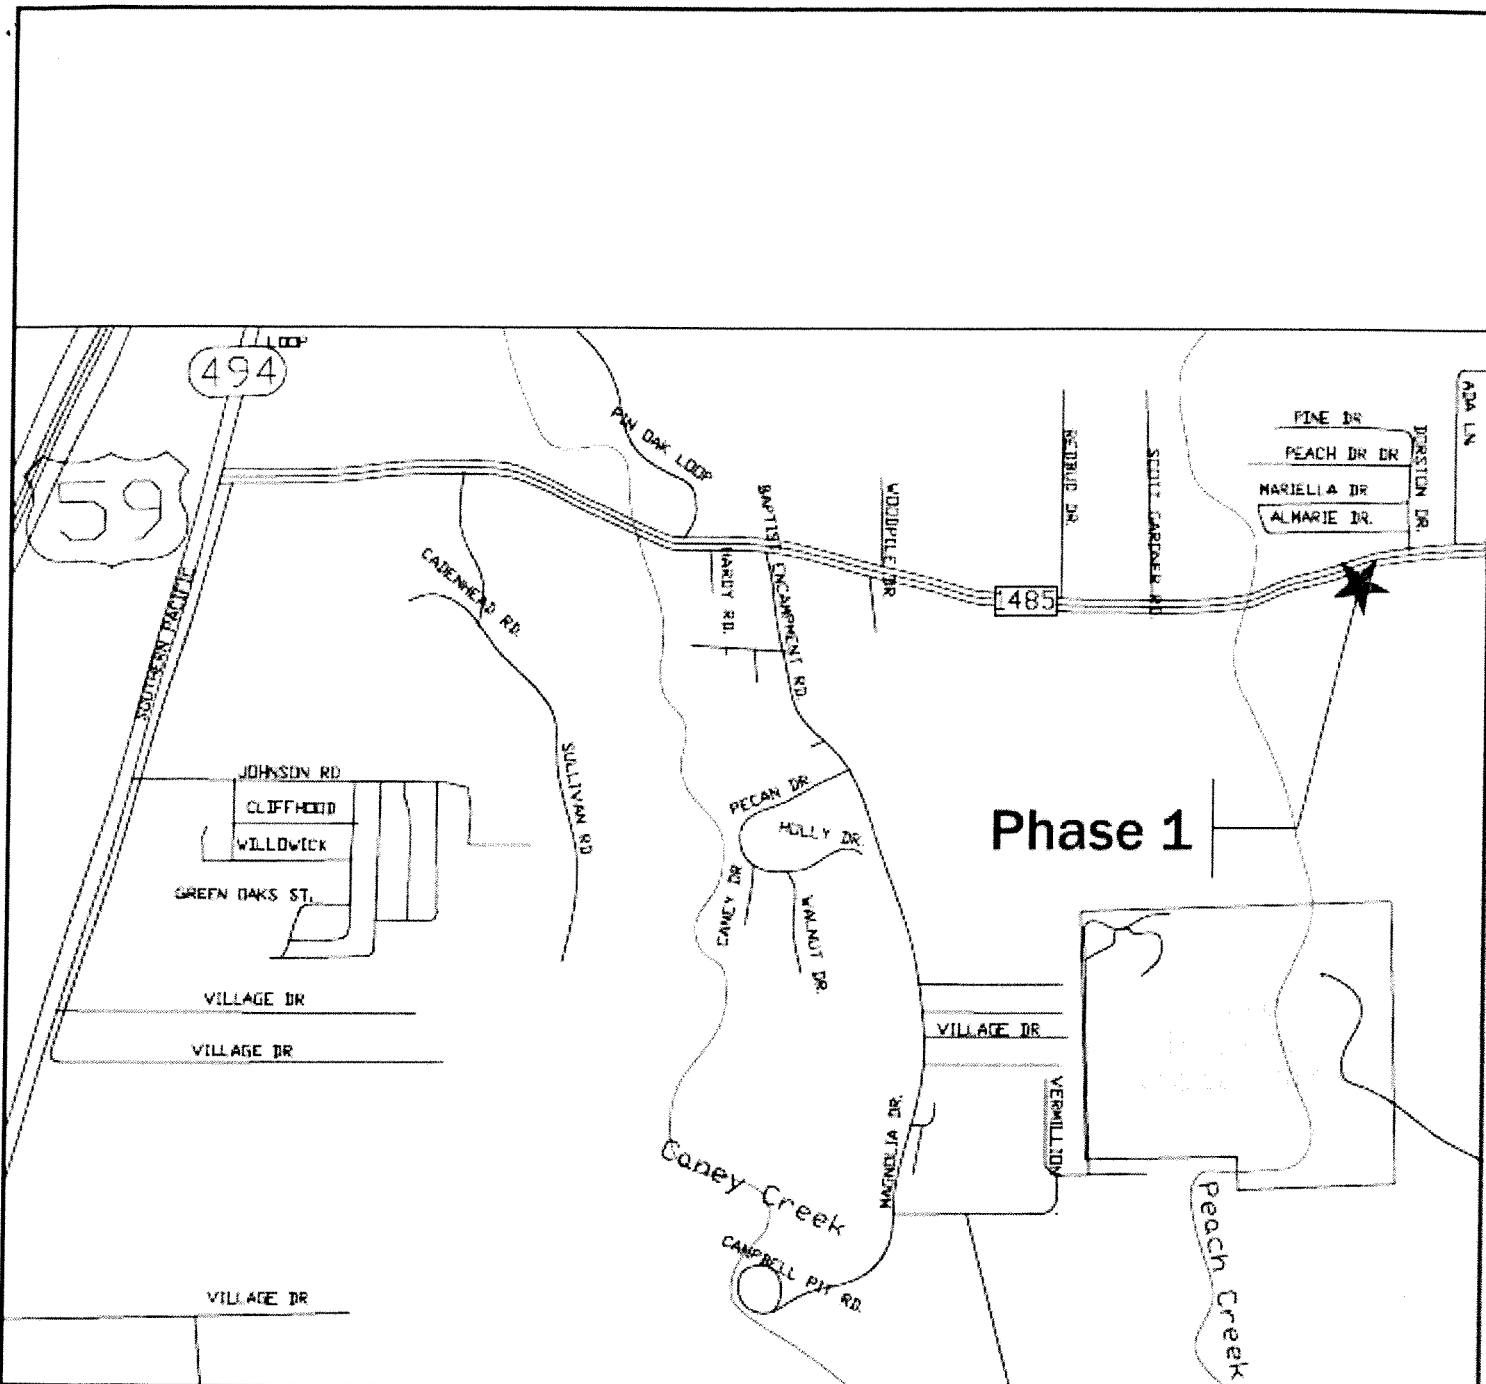 LOOP
494
59
SOUTHERN PACIFIC
PIN OAK LOOP
CADENHEAD RD.
SULLIVAN RD
HARDY RD.
BAPTIST ENCAMPMENT RD.
WOODPILE DR
1485
REDBUD DR.
SCOTT GARDNER RD.
PINE DR
PEACH DR DR
MARIELLA DR
ALMARIE DR.
DORSTON DR.
ADA LN
JOHNSON RD
CLIFFWOOD
WILLOWICK
GREEN OAKS ST.
VILLAGE DR
VILLAGE DR
VILLAGE DR
PECAN DR
HOLLY DR.
CANEY DR
WALNUT DR.
Phase 1
VILLAGE DR
VERMILLION
MAGNOLIA DR.
Caney Creek
CAMPBELL PIT RD.
Peach Creek